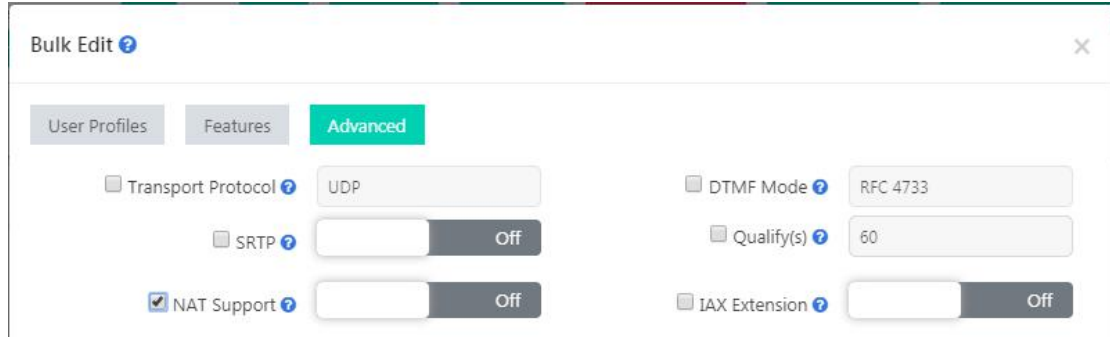 Bulk Edit
User Profiles Features Advanced
Transport Protocol UDP DTMF Mode RFC 4733
SRTP Off Qualify(s) 60
NAT Support Off IAX Extension Off